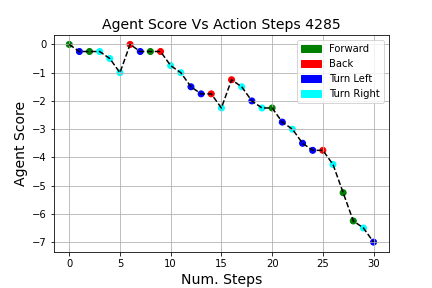 Agent Score Vs Action Steps 4285
Forward
Back
Turn Left
Turn Right
Agent Score
0
−1
−2
−3
−4
−5
−6
−7
0 5 10 15 20 25 30
Num. Steps